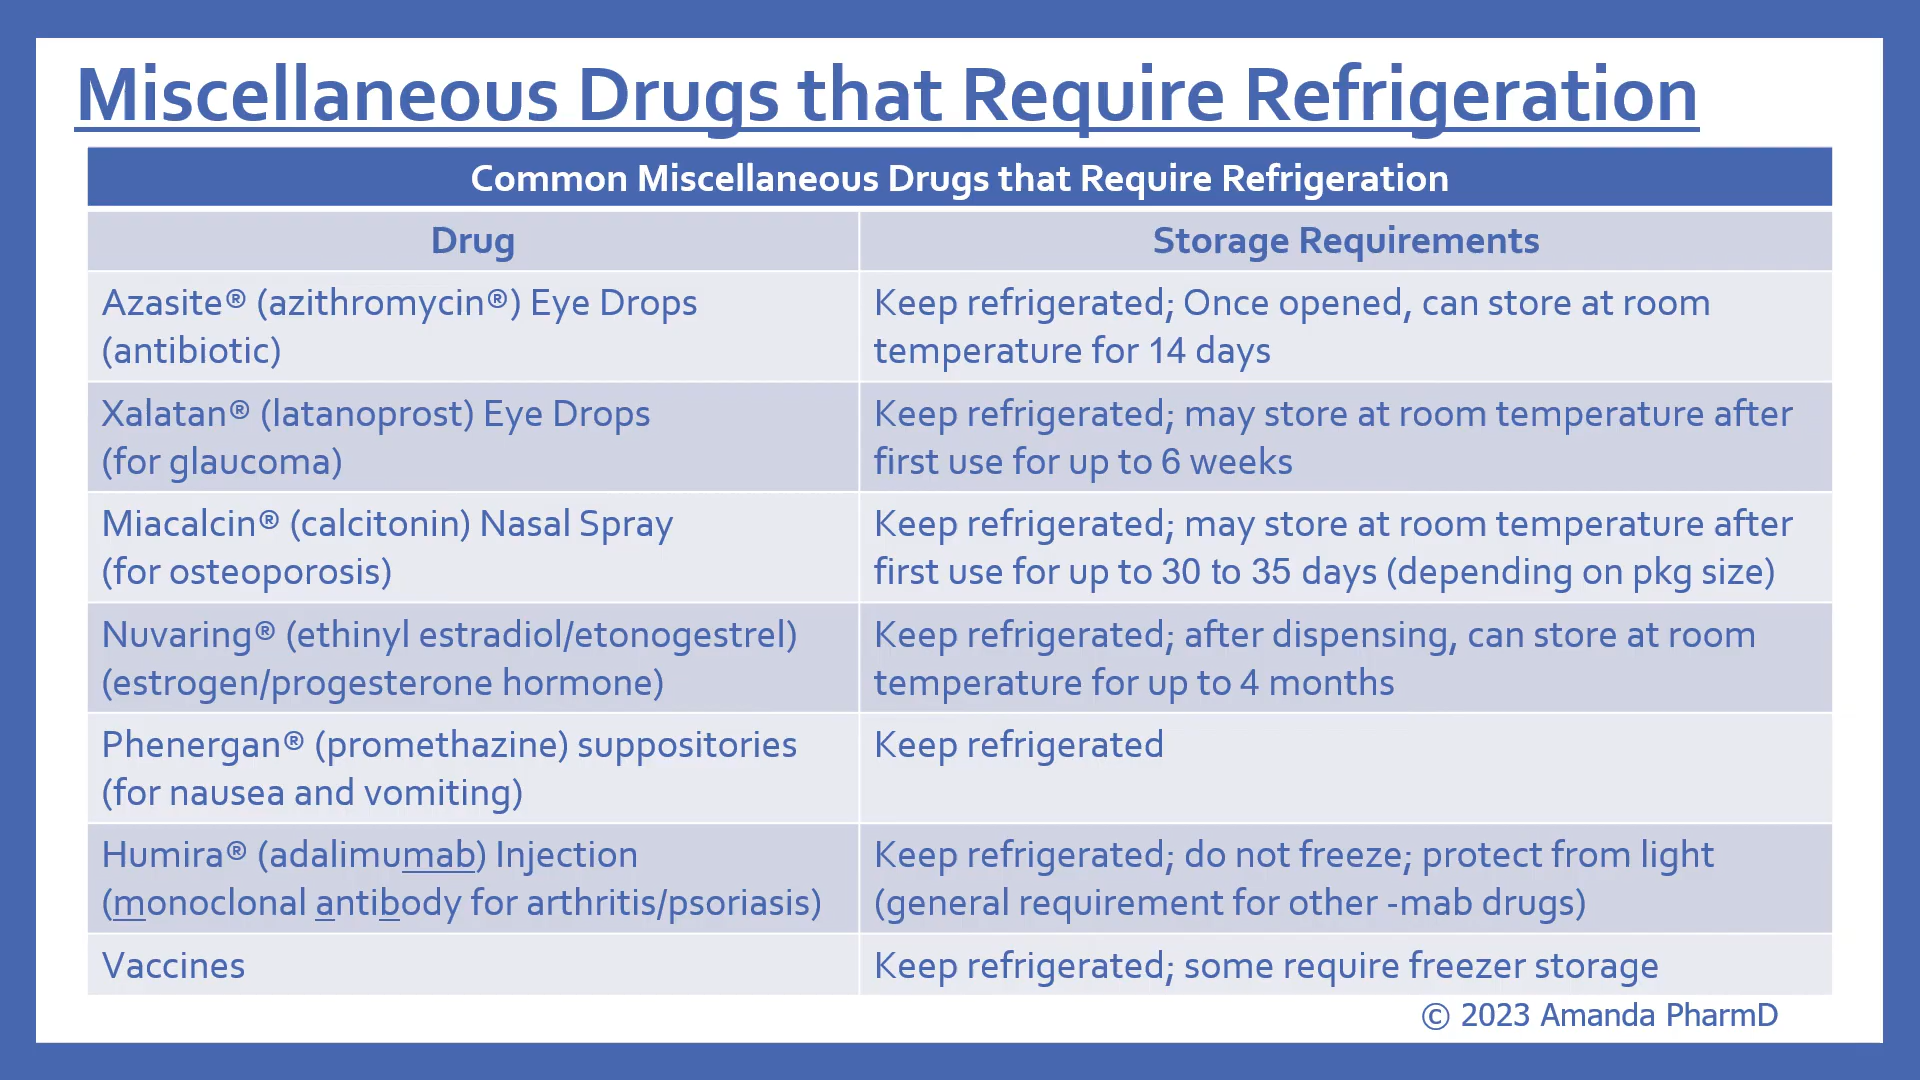 Miscellaneous Drugs that Require Refrigeration
Common Miscellaneous Drugs that Require Refrigeration
Drug
Storage Requirements
Azasite® (azithromycin®) Eye Drops
(antibiotic)
Keep refrigerated; Once opened, can store at room
temperature for 14 days
Xalatan® (latanoprost) Eye Drops
(for glaucoma)
Keep refrigerated; may store at room temperature after
first use for up to 6 weeks
Miacalcin® (calcitonin) Nasal Spray
(for osteoporosis)
Keep refrigerated; may store at room temperature after
first use for up to 30 to 35 days (depending on pkg size)
Nuvaring® (ethinyl estradiol/etonogestrel)
(estrogen/progesterone hormone)
Keep refrigerated; after dispensing, can store at room
temperature for up to 4 months
Phenergan® (promethazine) suppositories
(for nausea and vomiting)
Keep refrigerated
Humira® (adalimumab) Injection
(monoclonal antibody for arthritis/psoriasis)
Keep refrigerated; do not freeze; protect from light
(general requirement for other -mab drugs)
Vaccines
Keep refrigerated; some require freezer storage
© 2023 Amanda PharmD